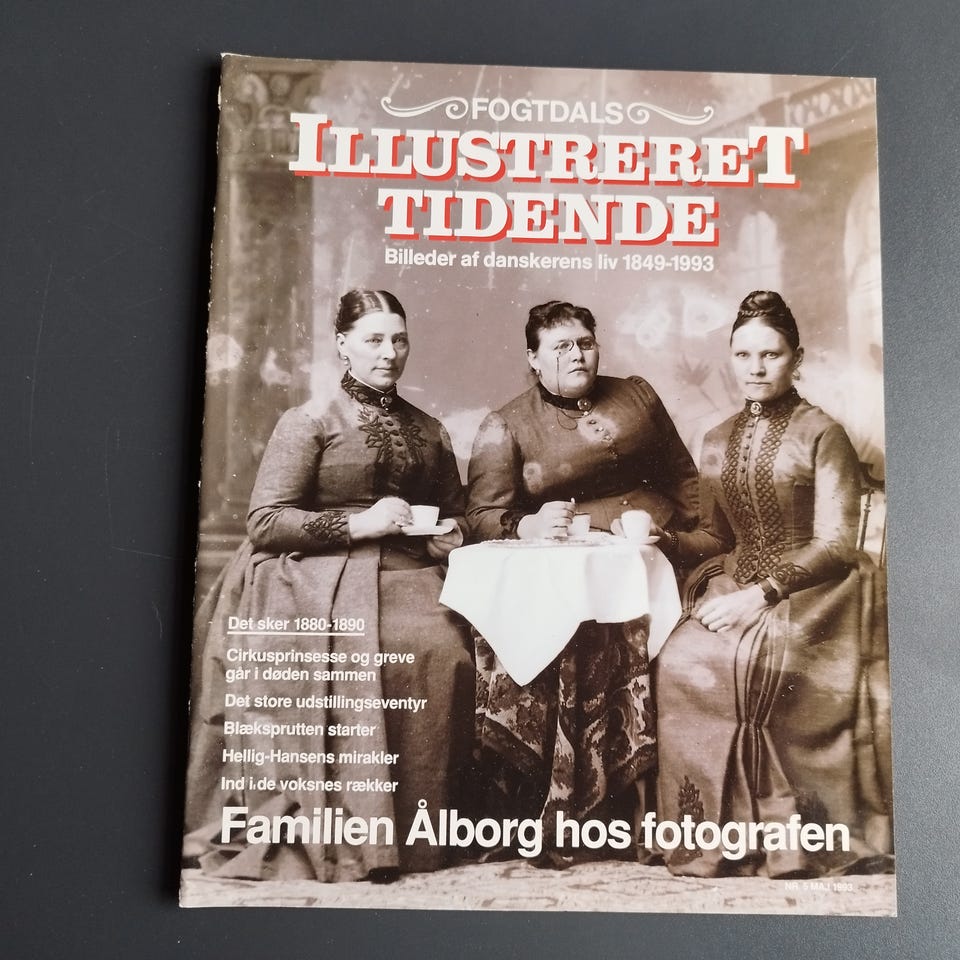 FOGTDALS
ILLUSTRERET
TIDENDE
Billeder af danskerens liv 1849-1993
Det sker 1880-1890
Cirkusprinsesse og greve
går i døden sammen
Det store udstillingseventyr
Blæksprutten starter
Hellig-Hansens mirakler
Ind i de voksnes rækker
Familien Ålborg hos fotografen
NR. 5 MAJ 1993